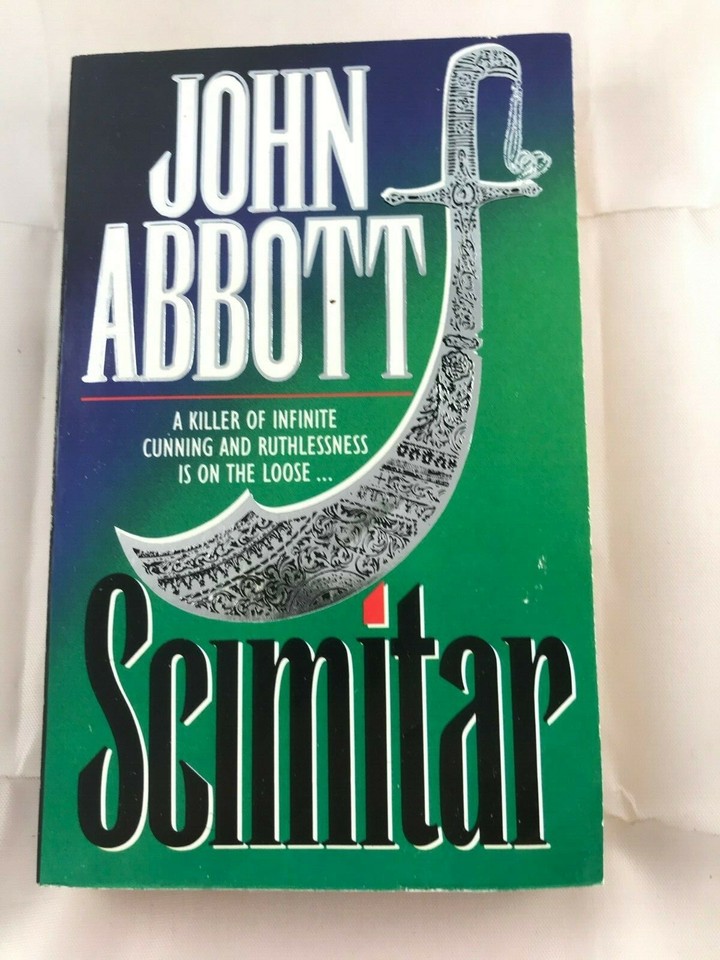 JOHN
ABBOTT
A KILLER OF INFINITE
CUNNING AND RUTHLESSNESS
IS ON THE LOOSE ...
Scimitar